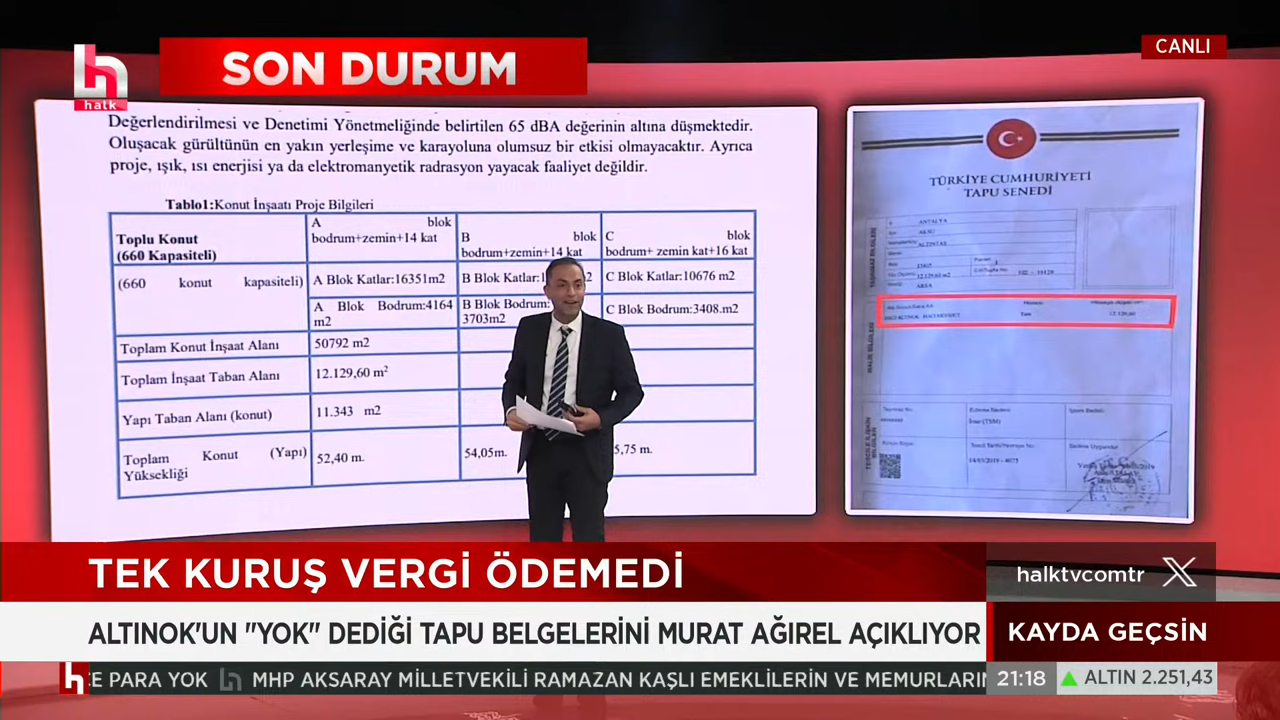 SON DURUM
CANLI
halk
Değerlendirilmesi ve Denetimi Yönetmeliğinde belirtilen 65 dBA değerinin altına düşmektedir.
Oluşacak gürültünün en yakın yerleşime ve karayoluna olumsuz bir etkisi olmayacaktır. Ayrıca
proje, ışık, ısı enerjisi ya da elektromanyetik radrasyon yayacak faaliyet değildir.
Tablo1:Konut İnşaatı Proje Bilgileri
Toplu Konut
(660 Kapasiteli)
A blok
bodrum+zemin+14 kat
B blok
bodrum+zemin+14 kat
C blok
bodrum+ zemin kat+16 kat
(660 konut kapasiteli)
A Blok Katlar:16351m2
B Blok Katlar:
C Blok Katlar:10676 m2
A Blok Bodrum:4164
m2
B Blok Bodrum:
3703m2
C Blok Bodrum:3408.m2
Toplam Konut İnşaat Alanı
50792 m2
Toplam İnşaat Taban Alanı
12.129,60 m²
Yapı Taban Alanı (konut)
11.343 m2
Toplam Konut (Yapı)
Yüksekliği
52,40 m.
54,05m.
5,75 m.
TÜRKİYE CUMHURİYETİ
TAPU SENEDİ
ANTALYA
AKSU
ARSA
12.129,60
TEK KURUŞ VERGİ ÖDEMEDİ
halktvcomtr X
ALTINOK'UN "YOK" DEDİĞİ TAPU BELGELERİNİ MURAT AĞIREL AÇIKLIYOR
KAYDA GEÇSİN
CE PARA YOK MHP AKSARAY MİLLETVEKİLİ RAMAZAN KAŞLI EMEKLİLERİN VE MEMURLARIN
21:18
ALTIN 2.251,43